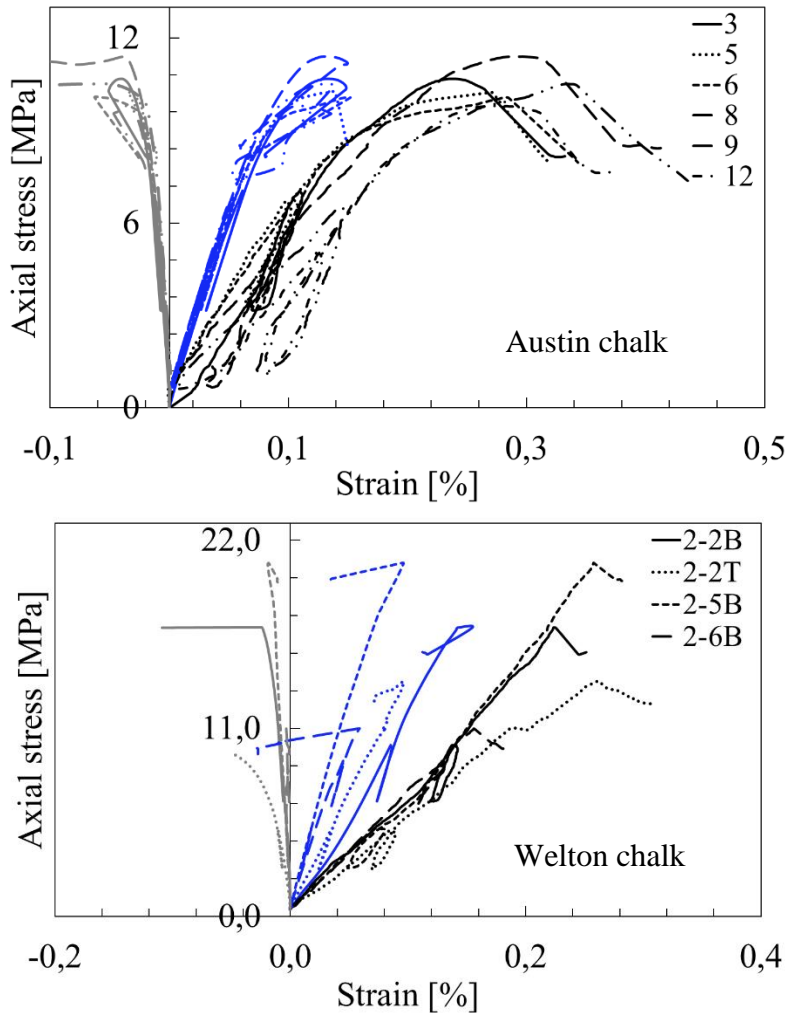 12
6
0
Axial stress [MPa]
3
5
6
8
9
12
Austin chalk
-0,1
0,1
0,3
0,5
Strain [%]
22,0
11,0
0,0
Axial stress [MPa]
2-2B
2-2T
2-5B
2-6B
Welton chalk
-0,2
0,0
0,2
0,4
Strain [%]